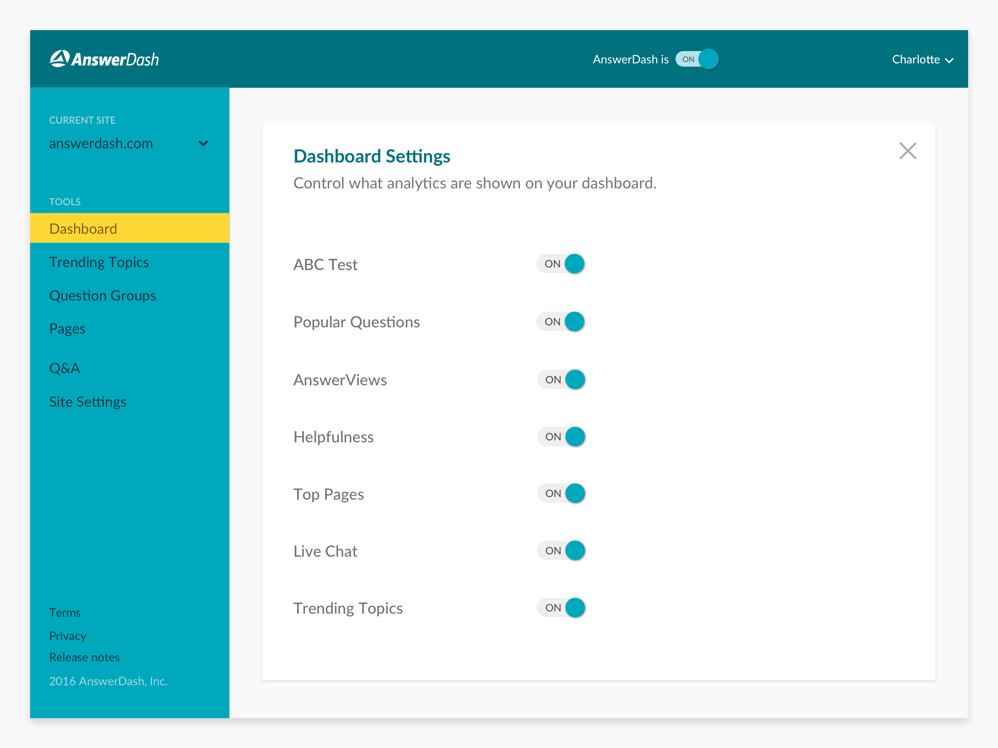 AnswerDash
AnswerDash is ON
Charlotte
CURRENT SITE
answerdash.com
TOOLS
Dashboard
Trending Topics
Question Groups
Pages
Q&A
Site Settings
Terms
Privacy
Release notes
2016 AnswerDash, Inc.
Dashboard Settings
Control what analytics are shown on your dashboard.
ABC Test ON
Popular Questions ON
AnswerViews ON
Helpfulness ON
Top Pages ON
Live Chat ON
Trending Topics ON